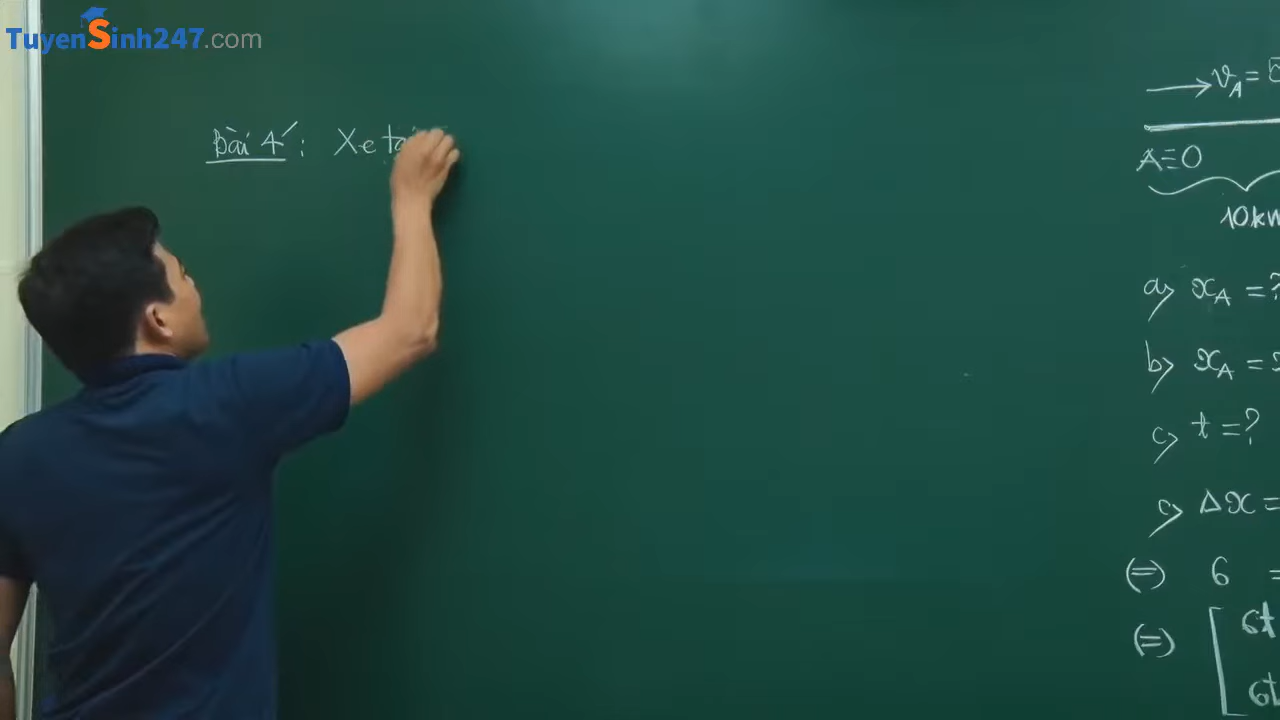 TuyenSinh247.com
Bài 4: Xe
v_A =
A≡O
10km
a) x_A = ?
b) x_A =
c) t = ?
c) Δx =
(=) 6 =
(=) [ 6t
6t